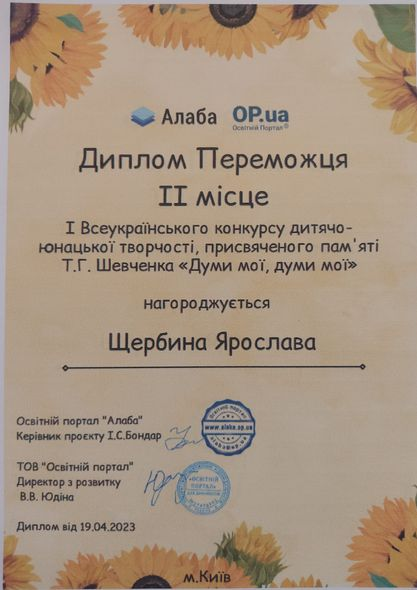 Алаба OP.ua
Освітній Портал®
Диплом Переможця
II місце
І Всеукраїнського конкурсу дитячо-
юнацької творчості, присвяченого пам'яті
Т.Г. Шевченка «Думи мої, думи мої»
нагороджується
Щербина Ярослава
Освітній портал "Алаба"
Керівник проєкту І.С.Бондар
www.alaba.op.ua
ТОВ "Освітній портал"
Директор з розвитку
В.В. Юдіна
«ОСВІТНІЙ
ПОРТАЛ»
Диплом від 19.04.2023
м.Київ